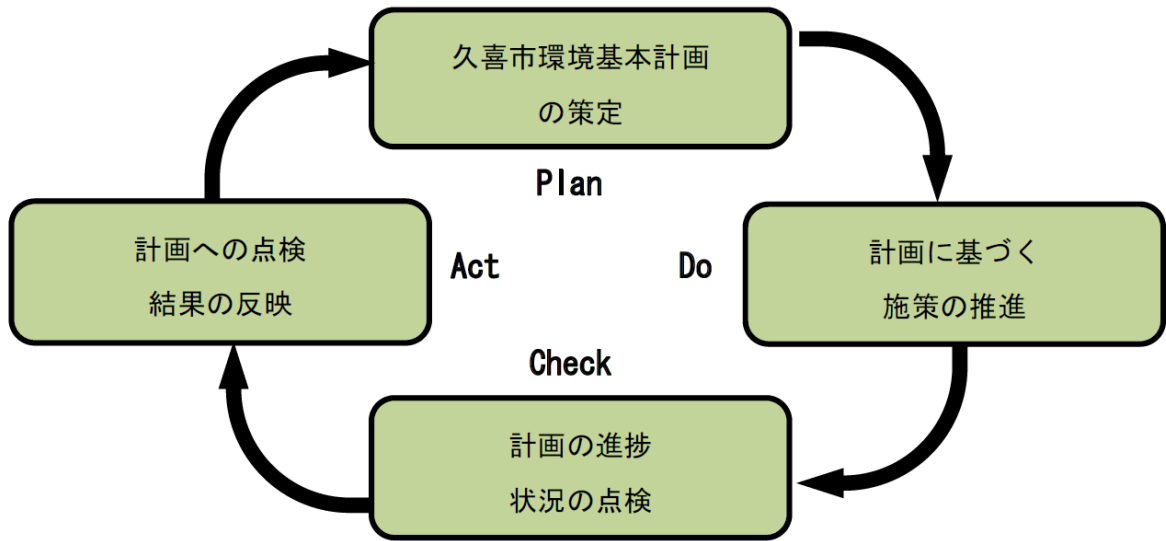 久喜市環境基本計画
の策定
Plan
計画への点検
結果の反映
Act
Do
計画に基づく
施策の推進
Check
計画の進捗
状況の点検